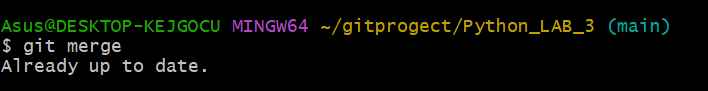 Asus@DESKTOP-KEJGOCU MINGW64 ~/gitprogect/Python_LAB_3 (main)
$ git merge
Already up to date.